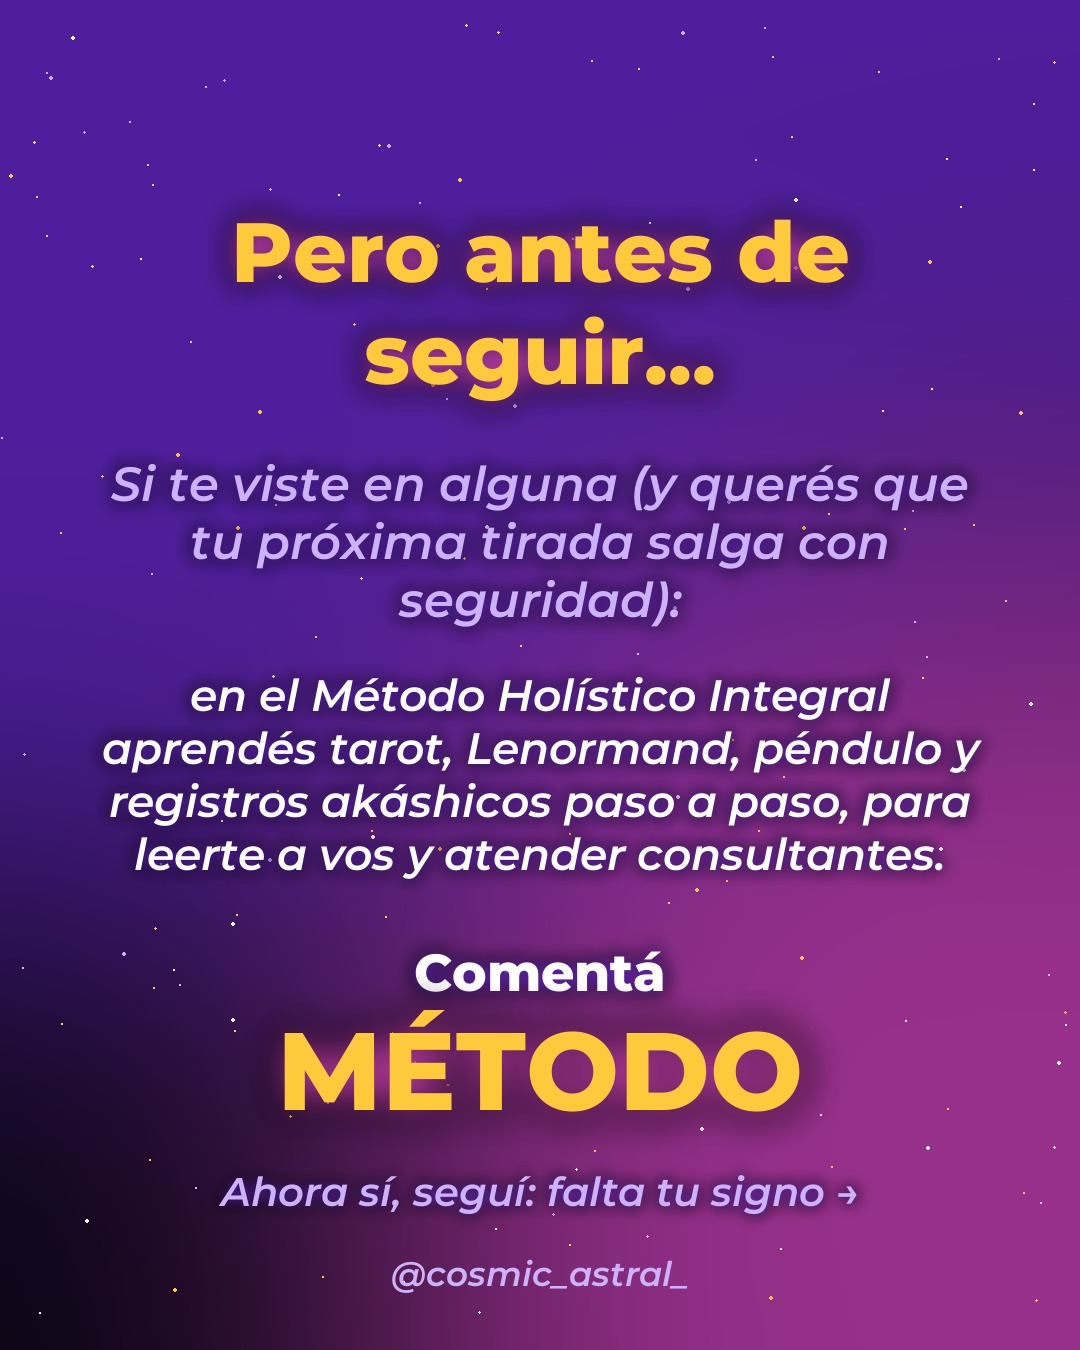 Pero antes de
seguir...
Si te viste en alguna (y querés que
tu próxima tirada salga con
seguridad):
en el Método Holístico Integral
aprendés tarot, Lenormand, péndulo y
registros akáshicos paso a paso, para
leerte a vos y atender consultantes.
Comentá
MÉTODO
Ahora sí, seguí: falta tu signo →
@cosmic_astral_